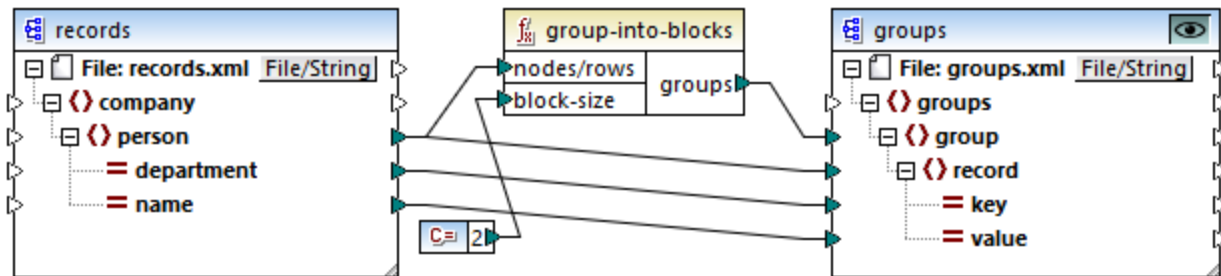 records
File: records.xml File/String
company
person
department
name
group-into-blocks
nodes/rows
block-size
groups
C= 2
groups
File: groups.xml File/String
groups
group
record
key
value